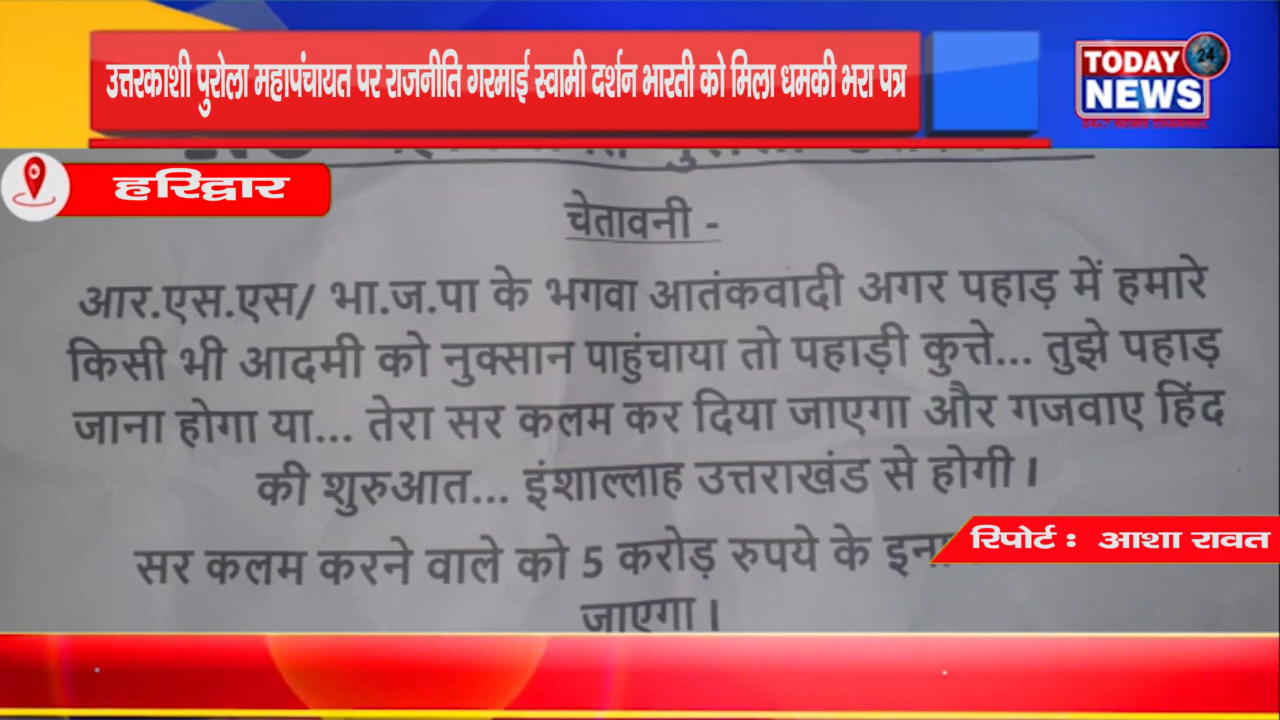 उत्तरकाशी पुरोला महापंचायत पर राजनीति गरमाई स्वामी दर्शन भारती को मिला धमकी भरा पत्र
TODAY 24
NEWS
हरिद्वार
चेतावनी -
आर.एस.एस/ भा.ज.पा के भगवा आतंकवादी अगर पहाड़ में हमारे
किसी भी आदमी को नुक्सान पाहुंचाया तो पहाड़ी कुत्ते... तुझे पहाड़
जाना होगा या... तेरा सर कलम कर दिया जाएगा और गजवाए हिंद
की शुरुआत... इंशाल्लाह उत्तराखंड से होगी।
सर कलम करने वाले को 5 करोड़ रुपये के
जाएगा।
रिपोर्ट : आशा रावत